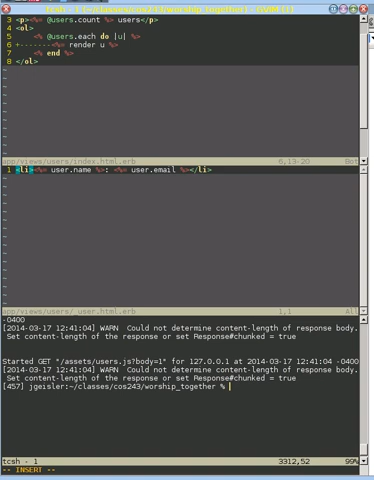 tcsh - 1 ~/classes/cos243/worship_together - GVIM (1)
3 <p><%= @users.count %> users</p>
4 <ol>
5 <% @users.each do |u| %>
6 +-------<%= render u %>
7 <% end %>
8 </ol>
~
~
~
~
~
~
~
~
app/views/users/index.html.erb 6,13-20 Bot
1 <li><%= user.name %>: <%= user.email %></li>
~
~
~
~
~
~
~
~
~
~
~
~
app/views/users/_user.html.erb 1,1 All
-0400
[2014-03-17 12:41:04] WARN Could not determine content-length of response body.
Set content-length of the response or set Response#chunked = true
Started GET "/assets/users.js?body=1" for 127.0.0.1 at 2014-03-17 12:41:04 -0400
[2014-03-17 12:41:04] WARN Could not determine content-length of response body.
Set content-length of the response or set Response#chunked = true
[457] jgeisler:~/classes/cos243/worship_together %
tcsh - 1 3312,52 99%
-- INSERT --